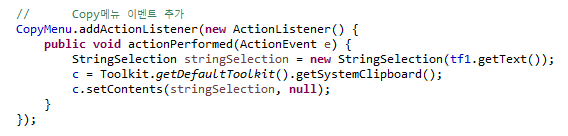 //      Copy메뉴 이벤트 추가
CopyMenu.addActionListener(new ActionListener() {
    public void actionPerformed(ActionEvent e) {
        StringSelection stringSelection = new StringSelection(tf1.getText());
        c = Toolkit.getDefaultToolkit().getSystemClipboard();
        c.setContents(stringSelection, null);
    }
});